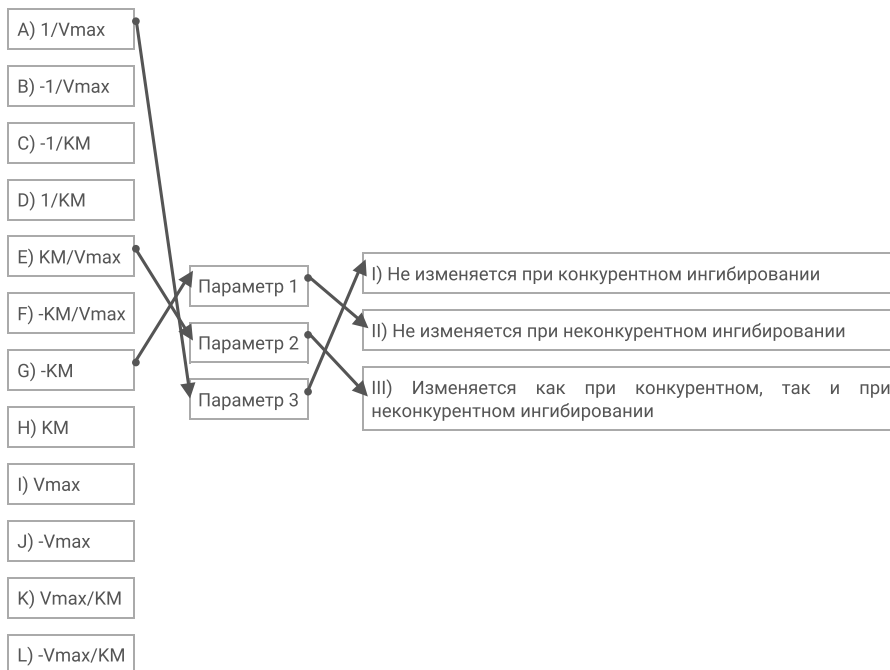 A) 1/Vmax
B) -1/Vmax
C) -1/KM
D) 1/KM
E) KM/Vmax
F) -KM/Vmax
G) -KM
H) KM
I) Vmax
J) -Vmax
K) Vmax/KM
L) -Vmax/KM
Параметр 1
Параметр 2
Параметр 3
I) Не изменяется при конкурентном ингибировании
II) Не изменяется при неконкурентном ингибировании
III) Изменяется как при конкурентном, так и при
неконкурентном ингибировании